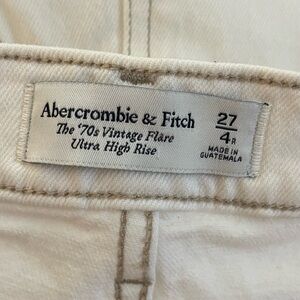 Abercrombie & Fitch
The '70s Vintage Flare
Ultra High Rise
27
4R
MADE IN
GUATEMALA